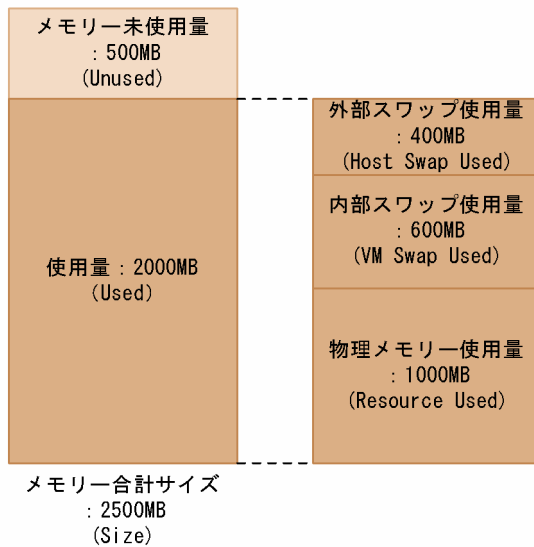 メモリー未使用量
：500MB
(Unused)
使用量：2000MB
(Used)
メモリー合計サイズ
：2500MB
(Size)
外部スワップ使用量
：400MB
(Host Swap Used)
内部スワップ使用量
：600MB
(VM Swap Used)
物理メモリー使用量
：1000MB
(Resource Used)